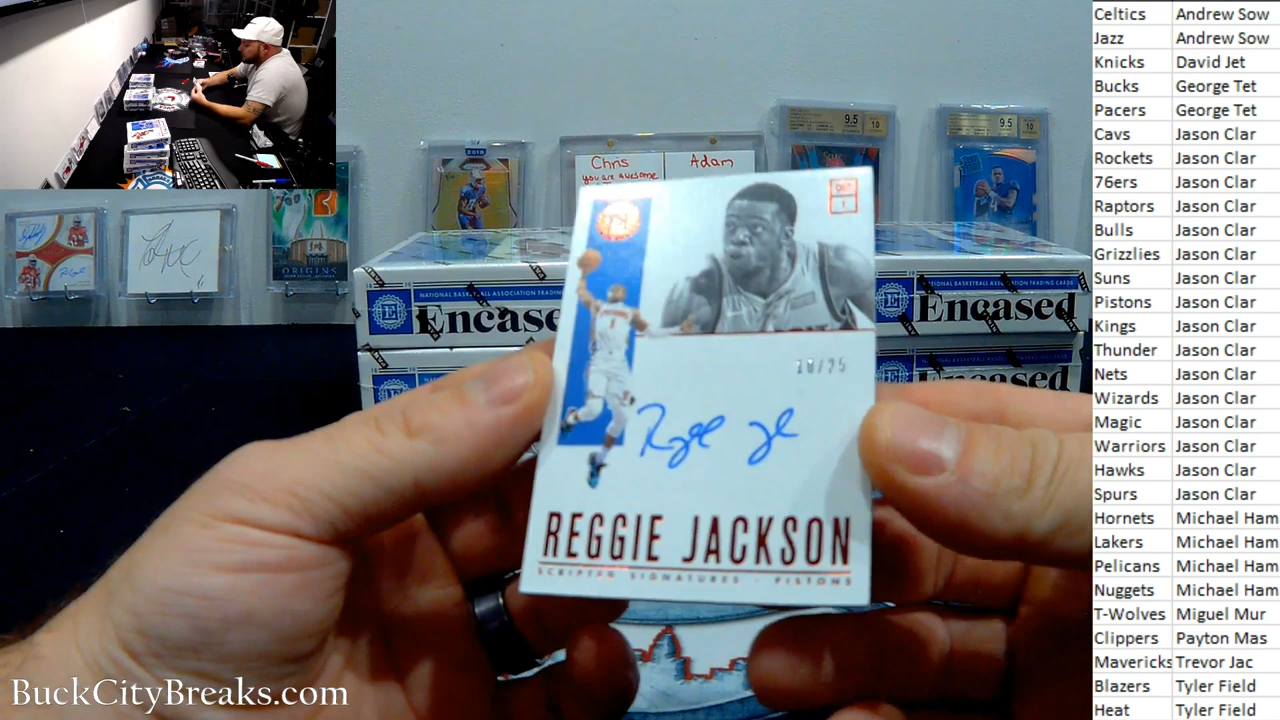 Celtics Andrew Sow
Jazz Andrew Sow
Knicks David Jet
Bucks George Tet
Pacers George Tet
Cavs Jason Clar
Rockets Jason Clar
76ers Jason Clar
Raptors Jason Clar
Bulls Jason Clar
Grizzlies Jason Clar
Suns Jason Clar
Pistons Jason Clar
Kings Jason Clar
Thunder Jason Clar
Nets Jason Clar
Wizards Jason Clar
Magic Jason Clar
Warriors Jason Clar
Hawks Jason Clar
Spurs Jason Clar
Hornets Michael Ham
Lakers Michael Ham
Pelicans Michael Ham
Nuggets Michael Ham
T-Wolves Miguel Mur
Clippers Payton Mas
Mavericks Trevor Jac
Blazers Tyler Field
Heat Tyler Field
9.5 10
9.5 10
Chris Adam
you are awesome
ORIGINS
NATIONAL BASKETBALL ASSOCIATION TRADING
E Encased
TRADING CARDS
E Encased
Encased
REGGIE JACKSON
SCRIPTED SIGNATURES · PISTONS
BuckCityBreaks.com